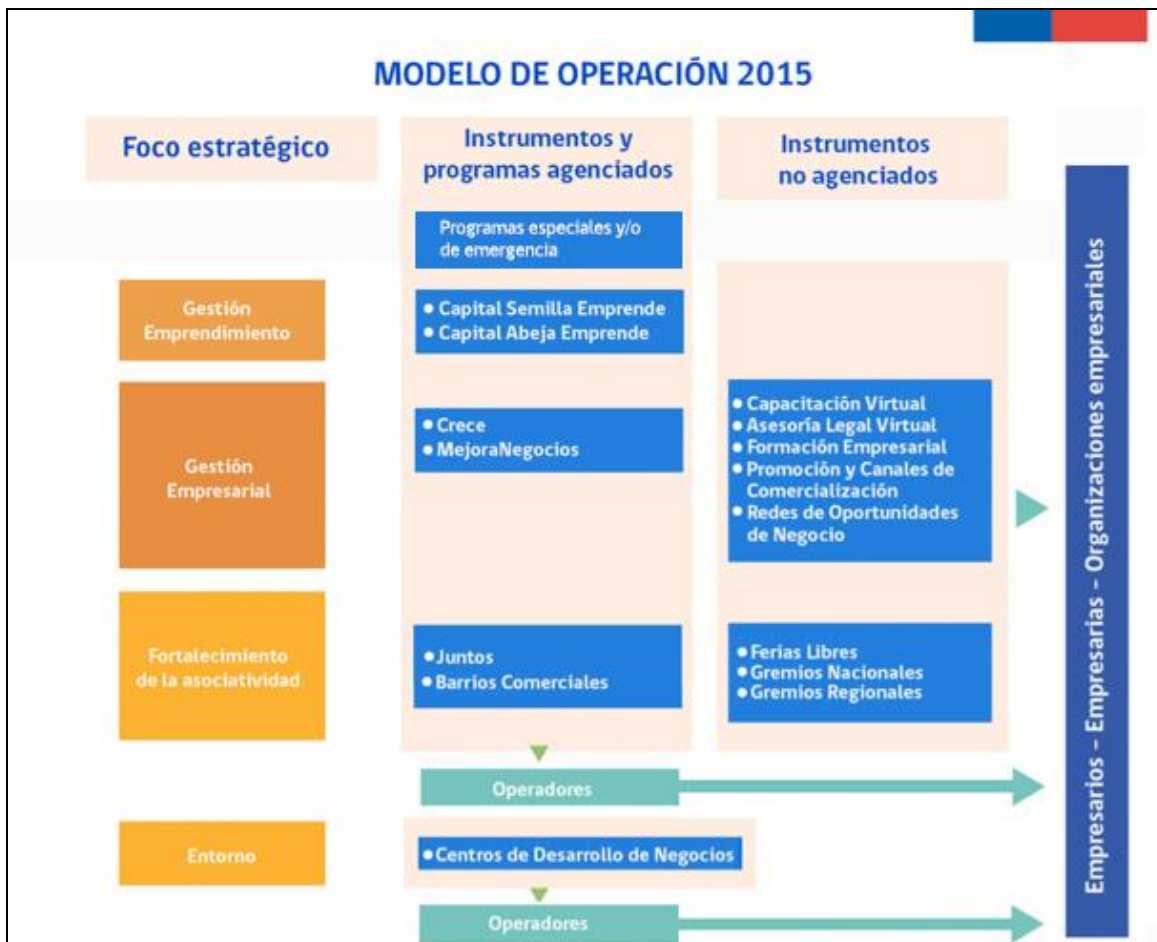 MODELO DE OPERACIÓN 2015
Foco estratégico
Instrumentos y
programas agenciados
Instrumentos
no agenciados
Programas especiales y/o
de emergencia
Gestión
Emprendimiento
• Capital Semilla Emprende
• Capital Abeja Emprende
Gestión
Empresarial
• Crece
• MejoraNegocios
• Capacitación Virtual
• Asesoría Legal Virtual
• Formación Empresarial
• Promoción y Canales de
Comercialización
• Redes de Oportunidades
de Negocio
Fortalecimiento
de la asociatividad
• Juntos
• Barrios Comerciales
• Ferias Libres
• Gremios Nacionales
• Gremios Regionales
Operadores
Entorno
• Centros de Desarrollo de Negocios
Operadores
Empresarios - Empresarias - Organizaciones empresariales